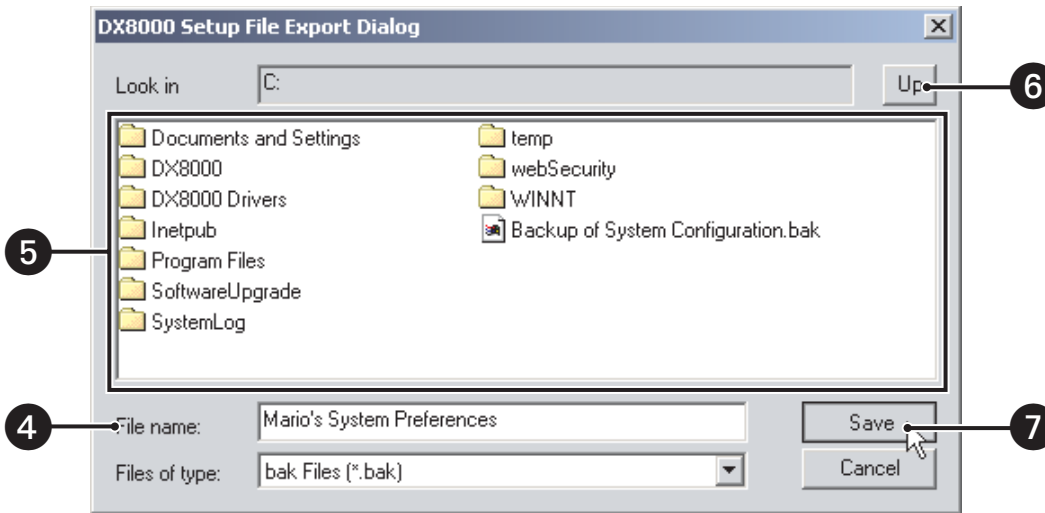 DX8000 Setup File Export Dialog
Look in C: Up 6
Documents and Settings temp
DX8000 webSecurity
DX8000 Drivers WINNT
5 Inetpub Backup of System Configuration.bak
Program Files
SoftwareUpgrade
SystemLog
4 File name: Mario's System Preferences Save 7
Files of type: bak Files (*.bak) Cancel